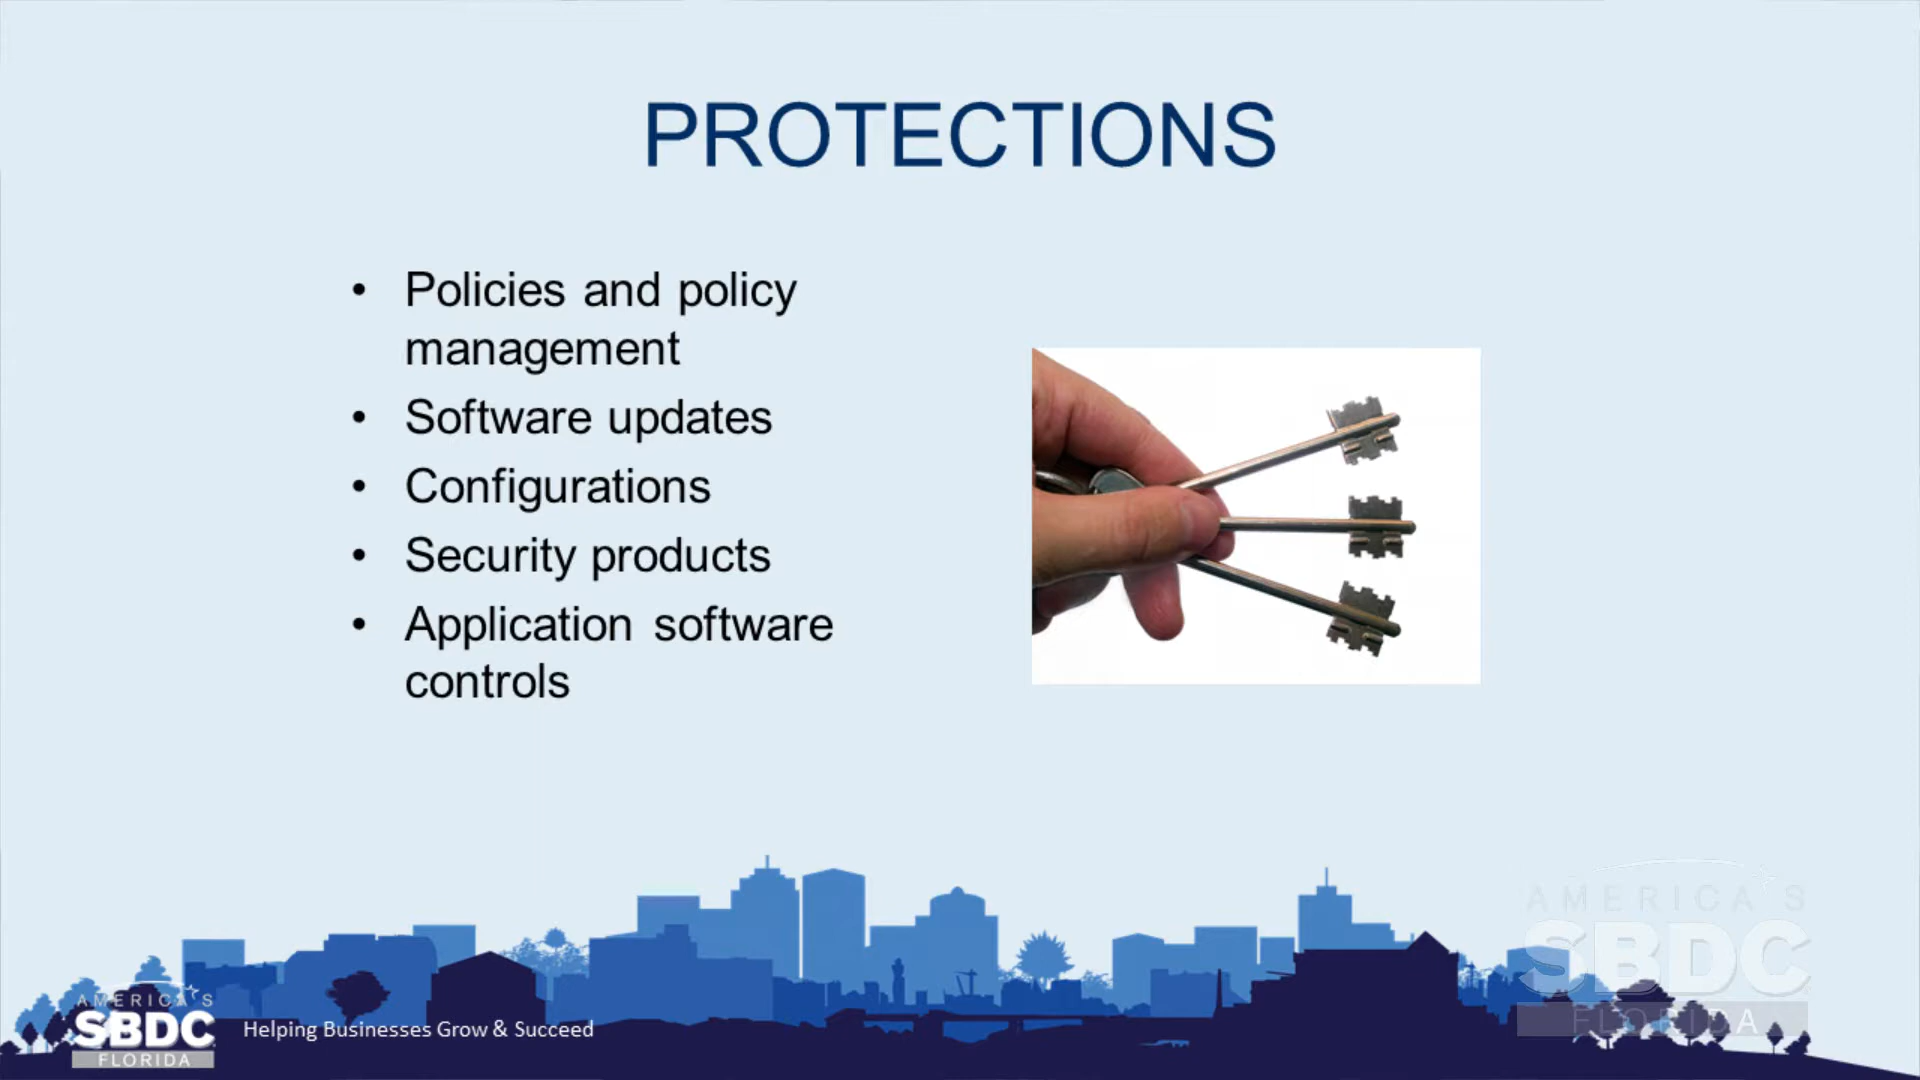 PROTECTIONS
• Policies and policy
management
• Software updates
• Configurations
• Security products
• Application software
controls
AMERICA'S
SBDC
FLORIDA
Helping Businesses Grow & Succeed
AMERICA'S
SBDC
FLORIDA